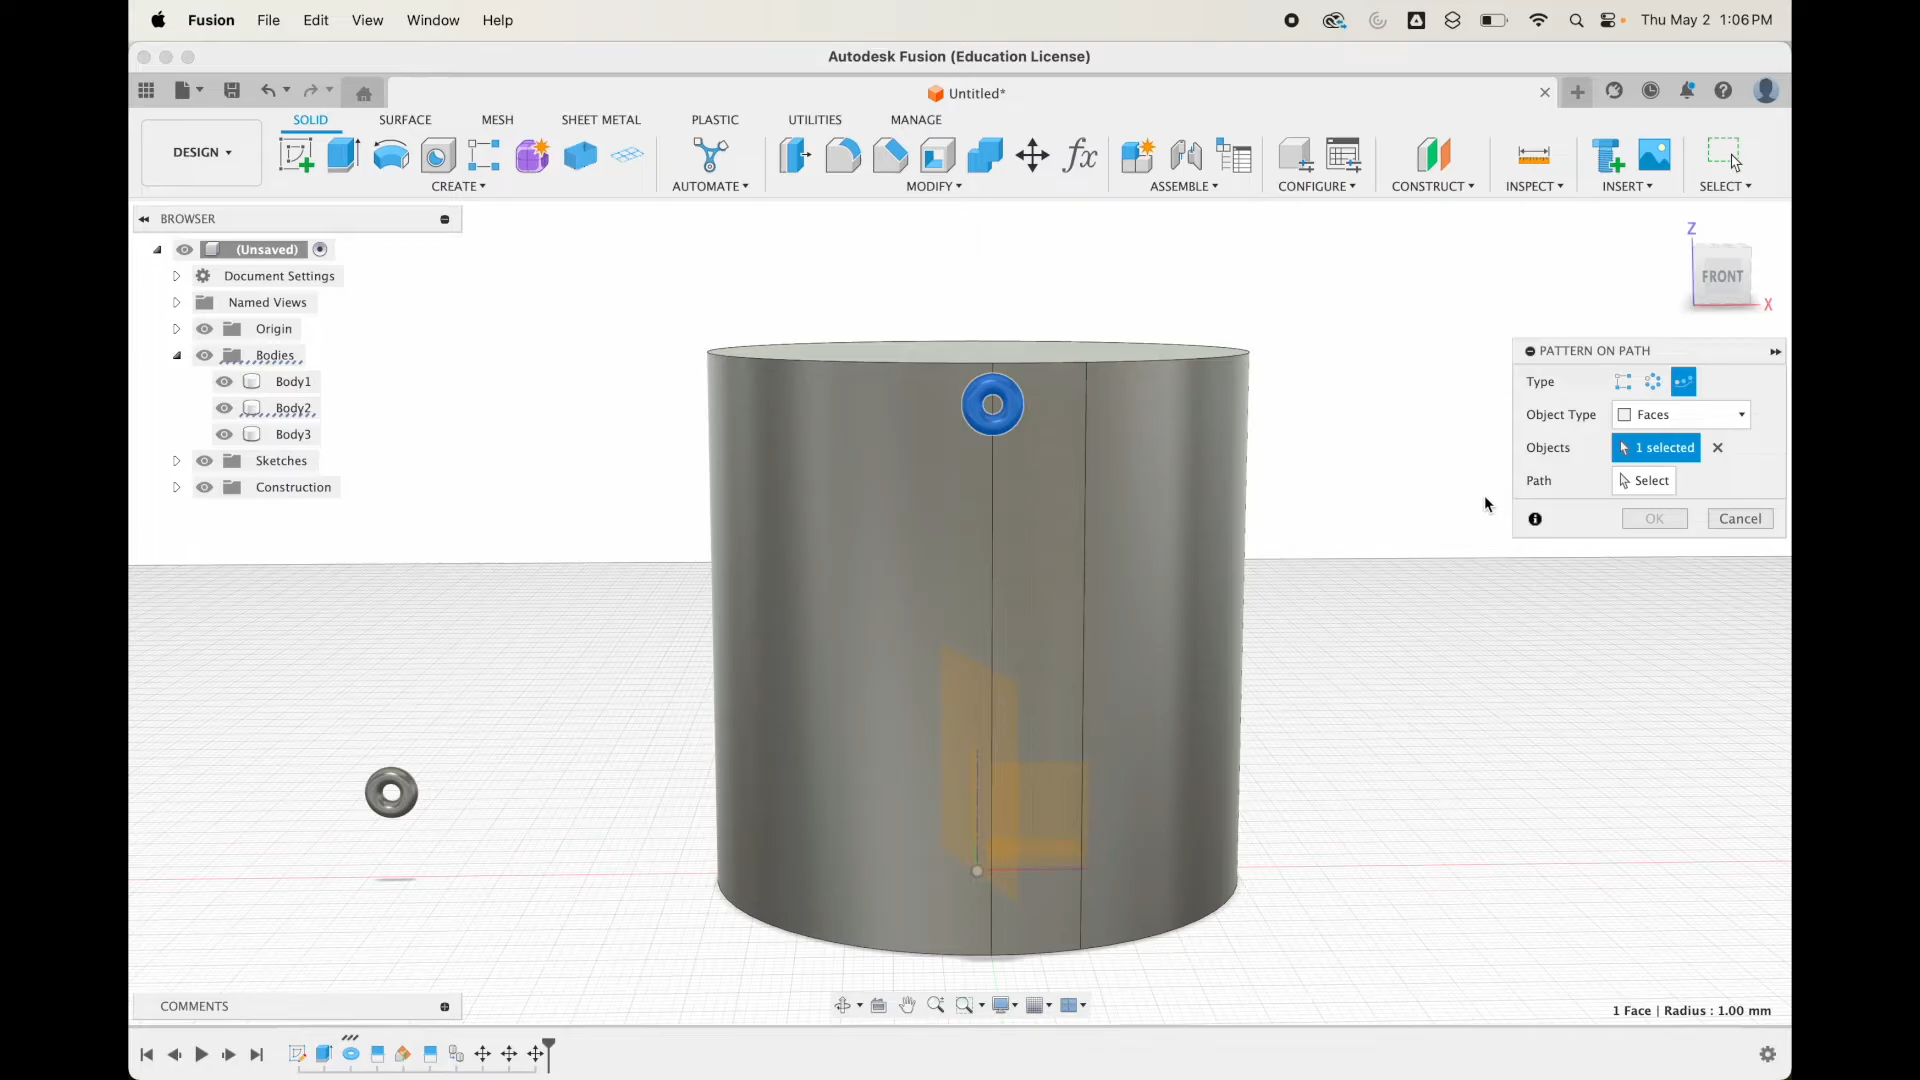 Fusion File Edit View Window Help Thu May 2 1:06 PM
Autodesk Fusion (Education License)
Untitled*
SOLID SURFACE MESH SHEET METAL PLASTIC UTILITIES MANAGE
DESIGN
CREATE AUTOMATE MODIFY ASSEMBLE CONFIGURE CONSTRUCT INSPECT INSERT SELECT
BROWSER
(Unsaved)
Document Settings
Named Views
Origin
Bodies
Body1
Body2
Body3
Sketches
Construction
Z
FRONT
X
PATTERN ON PATH
Type
Object Type Faces
Objects 1 selected
Path Select
OK Cancel
COMMENTS
1 Face | Radius : 1.00 mm